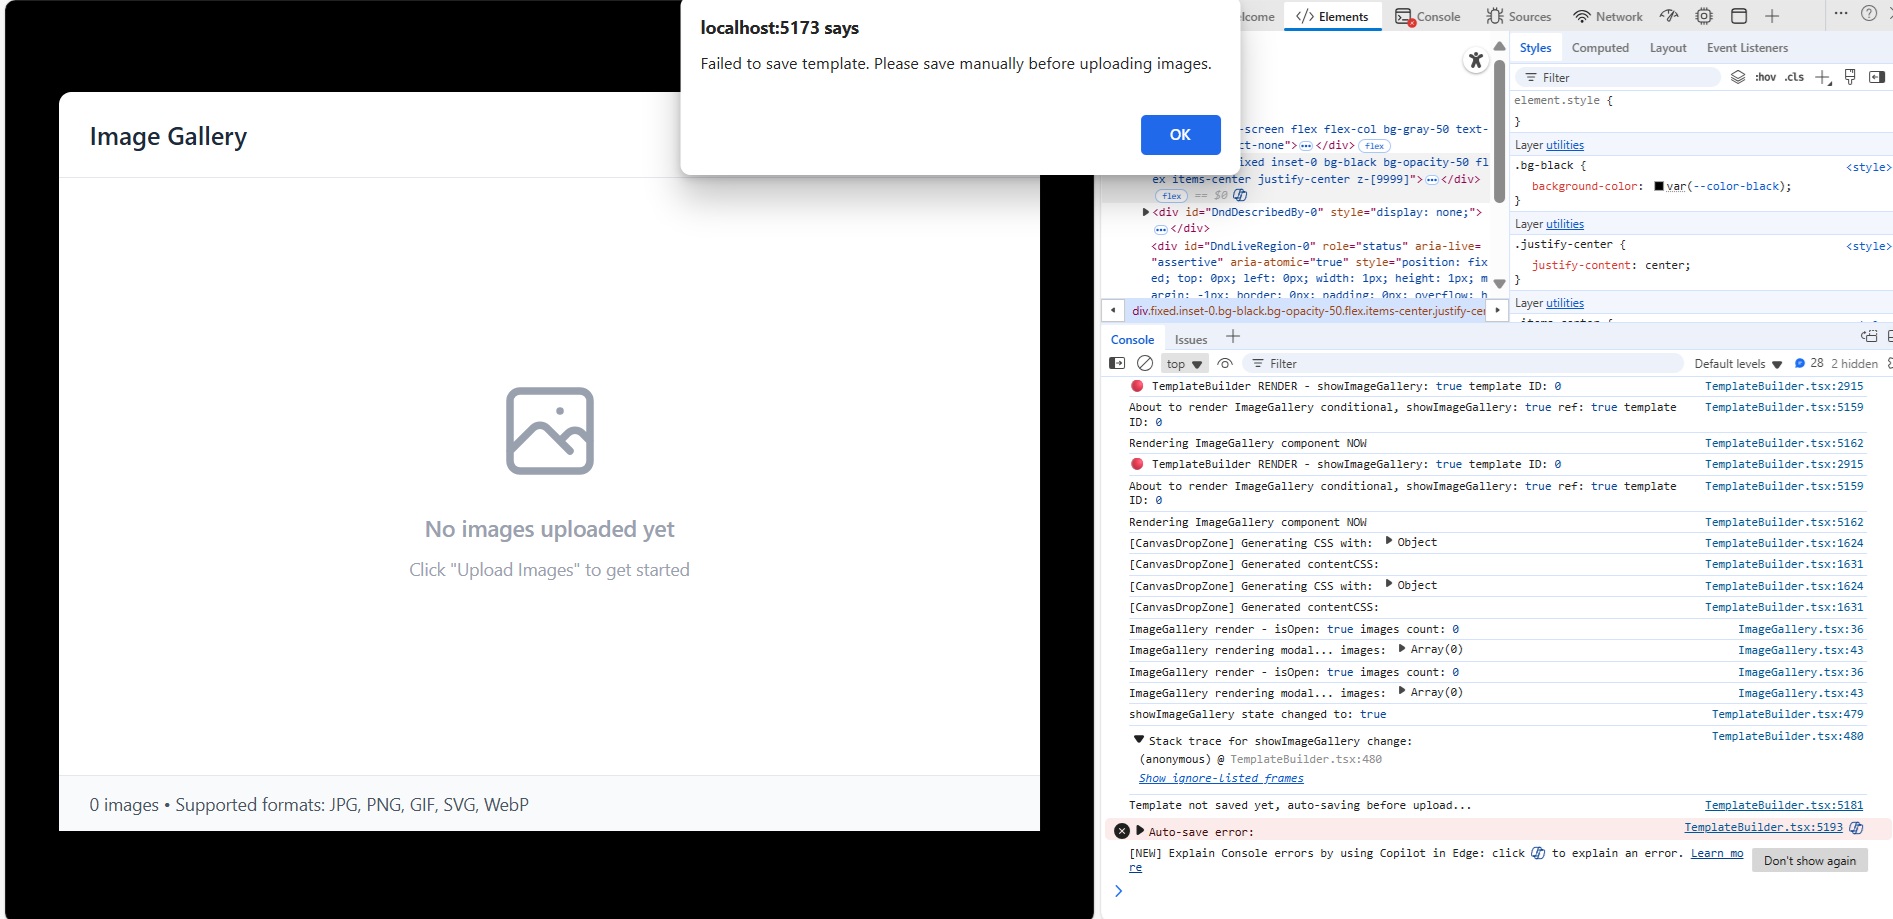 localhost:5173 says
Failed to save template. Please save manually before uploading images.
OK
Image Gallery
No images uploaded yet
Click "Upload Images" to get started
0 images • Supported formats: JPG, PNG, GIF, SVG, WebP
Elements
Console
Sources
Network
-screen flex flex-col bg-gray-50 text-
ct-none"> </div> flex
ixed inset-0 bg-black bg-opacity-50 fl
ex items-center justify-center z-[9999]"> </div>
flex == $0
<div id="DndDescribedBy-0" style="display: none;">
</div>
<div id="DndLiveRegion-0" role="status" aria-live=
"assertive" aria-atomic="true" style="position: fix
ed; top: 0px; left: 0px; width: 1px; height: 1px; m
argin: -1px; border: 0px; padding: 0px; overflow: h
div.fixed.inset-0.bg-black.bg-opacity-50.flex.items-center.justify-ce
Styles Computed Layout Event Listeners
Filter :hov .cls
element.style {
}
Layer utilities
.bg-black { <style>
background-color: var(--color-black);
}
Layer utilities
.justify-center { <style>
justify-content: center;
}
Layer utilities
Console Issues
top Filter Default levels 28 2 hidden
TemplateBuilder RENDER - showImageGallery: true template ID: 0 TemplateBuilder.tsx:2915
About to render ImageGallery conditional, showImageGallery: true ref: true template TemplateBuilder.tsx:5159
ID: 0
Rendering ImageGallery component NOW TemplateBuilder.tsx:5162
TemplateBuilder RENDER - showImageGallery: true template ID: 0 TemplateBuilder.tsx:2915
About to render ImageGallery conditional, showImageGallery: true ref: true template TemplateBuilder.tsx:5159
ID: 0
Rendering ImageGallery component NOW TemplateBuilder.tsx:5162
[CanvasDropZone] Generating CSS with: Object TemplateBuilder.tsx:1624
[CanvasDropZone] Generated contentCSS: TemplateBuilder.tsx:1631
[CanvasDropZone] Generating CSS with: Object TemplateBuilder.tsx:1624
[CanvasDropZone] Generated contentCSS: TemplateBuilder.tsx:1631
ImageGallery render - isOpen: true images count: 0 ImageGallery.tsx:36
ImageGallery rendering modal... images: Array(0) ImageGallery.tsx:43
ImageGallery render - isOpen: true images count: 0 ImageGallery.tsx:36
ImageGallery rendering modal... images: Array(0) ImageGallery.tsx:43
showImageGallery state changed to: true TemplateBuilder.tsx:479
Stack trace for showImageGallery change: TemplateBuilder.tsx:480
(anonymous) @ TemplateBuilder.tsx:480
Show ignore-listed frames
Template not saved yet, auto-saving before upload... TemplateBuilder.tsx:5181
Auto-save error: TemplateBuilder.tsx:5193
[NEW] Explain Console errors by using Copilot in Edge: click to explain an error. Learn mo
re
Don't show again